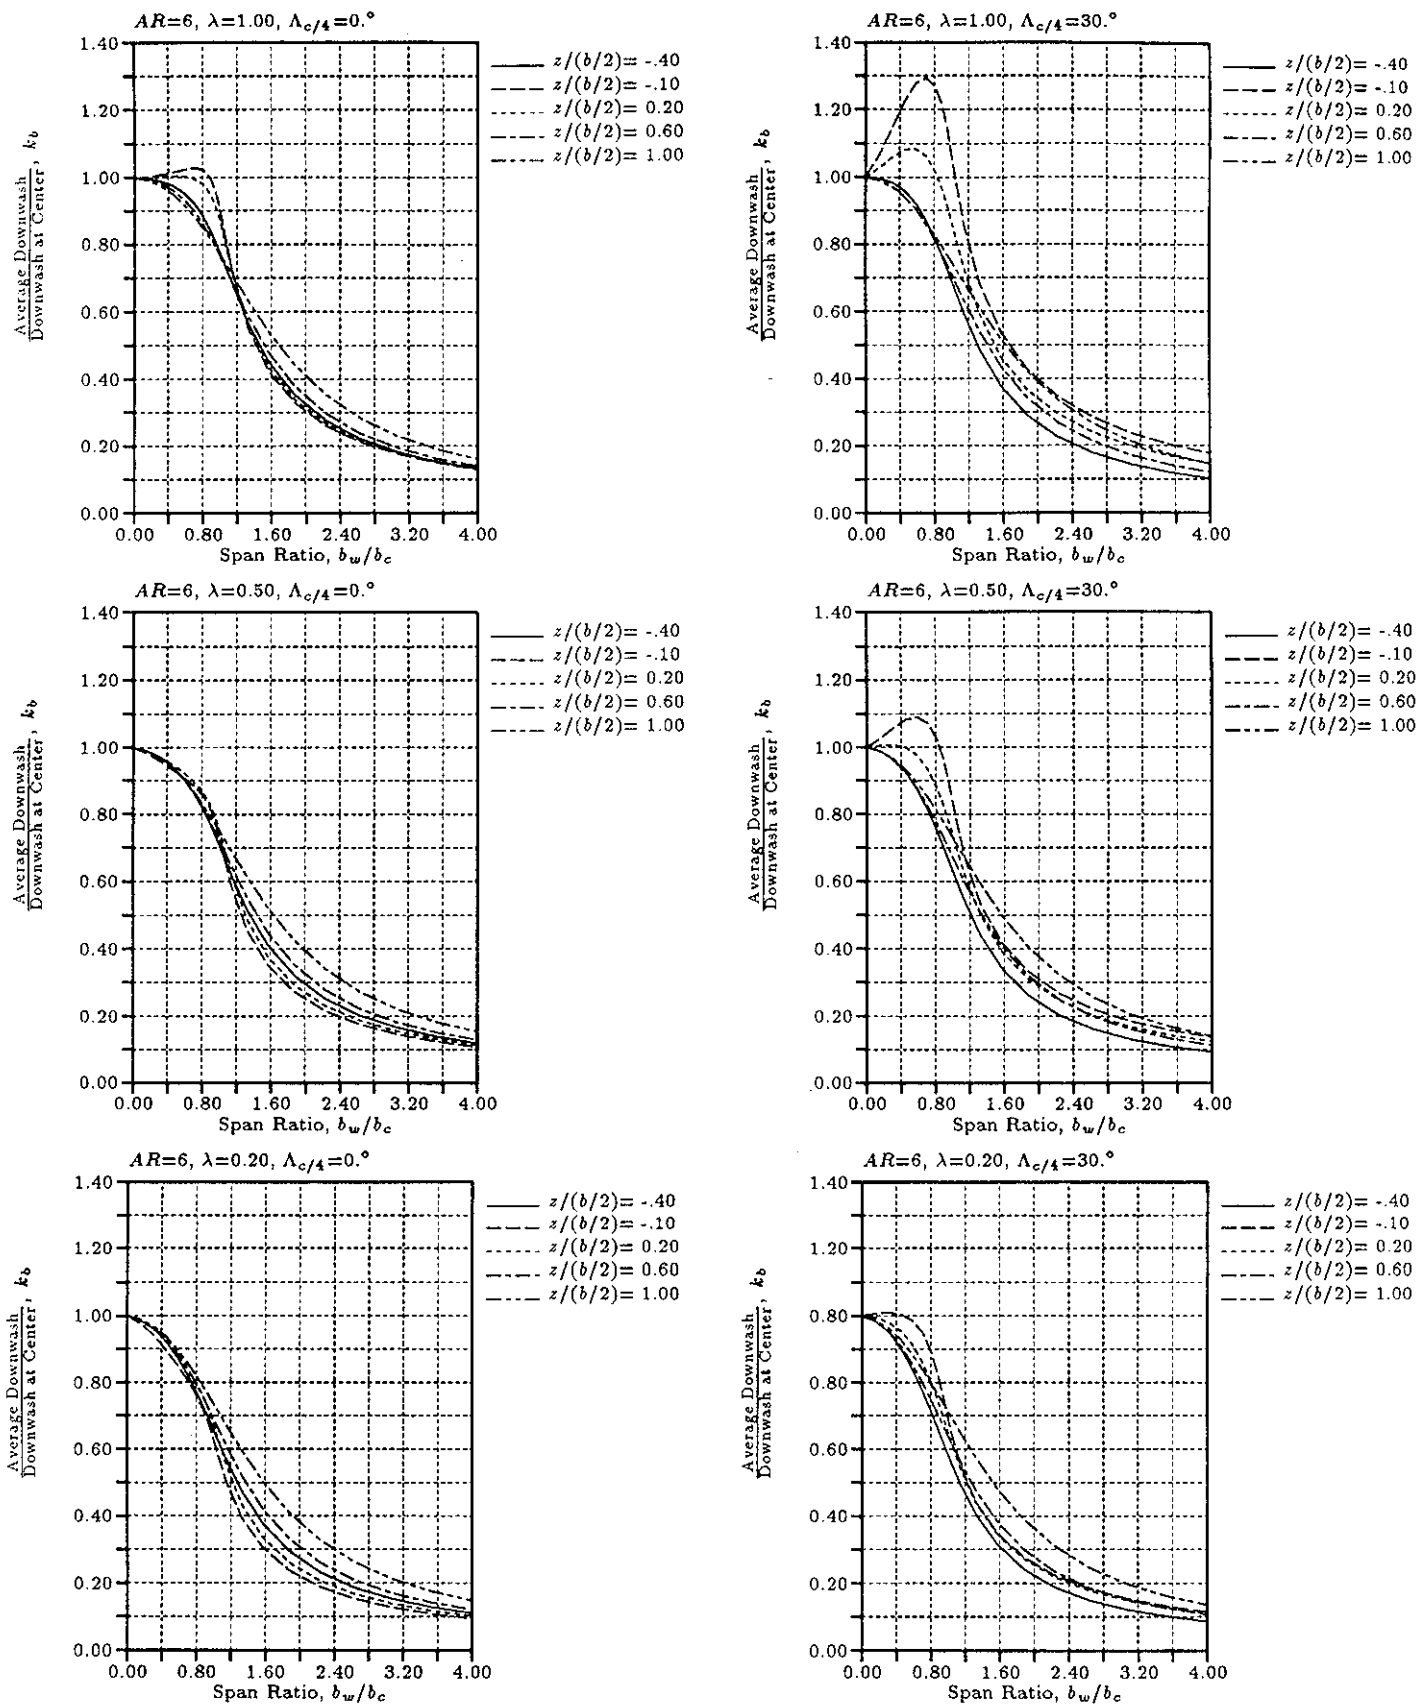 AR=6, λ=1.00, Λc/4=0.°
1.40
1.20
1.00
0.80
0.60
0.40
0.20
0.00
Average Downwash
Downwash at Center, kb
0.00 0.80 1.60 2.40 3.20 4.00
Span Ratio, bw/bc
z/(b/2)= -.40
z/(b/2)= -.10
z/(b/2)= 0.20
z/(b/2)= 0.60
z/(b/2)= 1.00
AR=6, λ=1.00, Λc/4=30.°
1.40
1.20
1.00
0.80
0.60
0.40
0.20
0.00
Average Downwash
Downwash at Center, kb
0.00 0.80 1.60 2.40 3.20 4.00
Span Ratio, bw/bc
z/(b/2)= -.40
z/(b/2)= -.10
z/(b/2)= 0.20
z/(b/2)= 0.60
z/(b/2)= 1.00
AR=6, λ=0.50, Λc/4=0.°
1.40
1.20
1.00
0.80
0.60
0.40
0.20
0.00
Average Downwash
Downwash at Center, kb
0.00 0.80 1.60 2.40 3.20 4.00
Span Ratio, bw/bc
z/(b/2)= -.40
z/(b/2)= -.10
z/(b/2)= 0.20
z/(b/2)= 0.60
z/(b/2)= 1.00
AR=6, λ=0.50, Λc/4=30.°
1.40
1.20
1.00
0.80
0.60
0.40
0.20
0.00
Average Downwash
Downwash at Center, kb
0.00 0.80 1.60 2.40 3.20 4.00
Span Ratio, bw/bc
z/(b/2)= -.40
z/(b/2)= -.10
z/(b/2)= 0.20
z/(b/2)= 0.60
z/(b/2)= 1.00
AR=6, λ=0.20, Λc/4=0.°
1.40
1.20
1.00
0.80
0.60
0.40
0.20
0.00
Average Downwash
Downwash at Center, kb
0.00 0.80 1.60 2.40 3.20 4.00
Span Ratio, bw/bc
z/(b/2)= -.40
z/(b/2)= -.10
z/(b/2)= 0.20
z/(b/2)= 0.60
z/(b/2)= 1.00
AR=6, λ=0.20, Λc/4=30.°
1.40
1.20
0.80
0.80
0.60
0.40
0.20
0.00
Average Downwash
Downwash at Center, kb
0.00 0.80 1.60 2.40 3.20 4.00
Span Ratio, bw/bc
z/(b/2)= -.40
z/(b/2)= -.10
z/(b/2)= 0.20
z/(b/2)= 0.60
z/(b/2)= 1.00